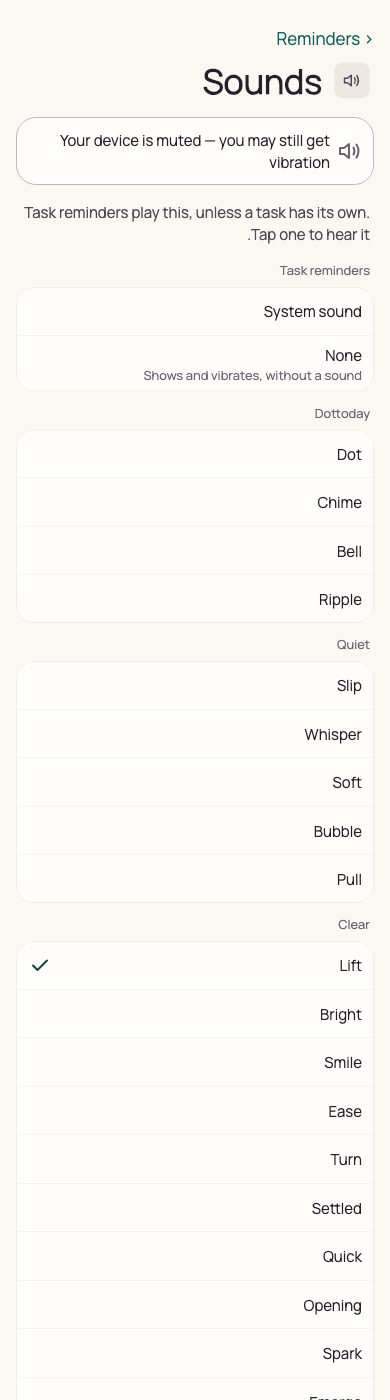 Reminders
Sounds
Your device is muted — you may still get
vibration
Task reminders play this, unless a task has its own.
.Tap one to hear it
Task reminders
System sound
None
Shows and vibrates, without a sound
Dottoday
Dot
Chime
Bell
Ripple
Quiet
Slip
Whisper
Soft
Bubble
Pull
Clear
Lift
Bright
Smile
Ease
Turn
Settled
Quick
Opening
Spark